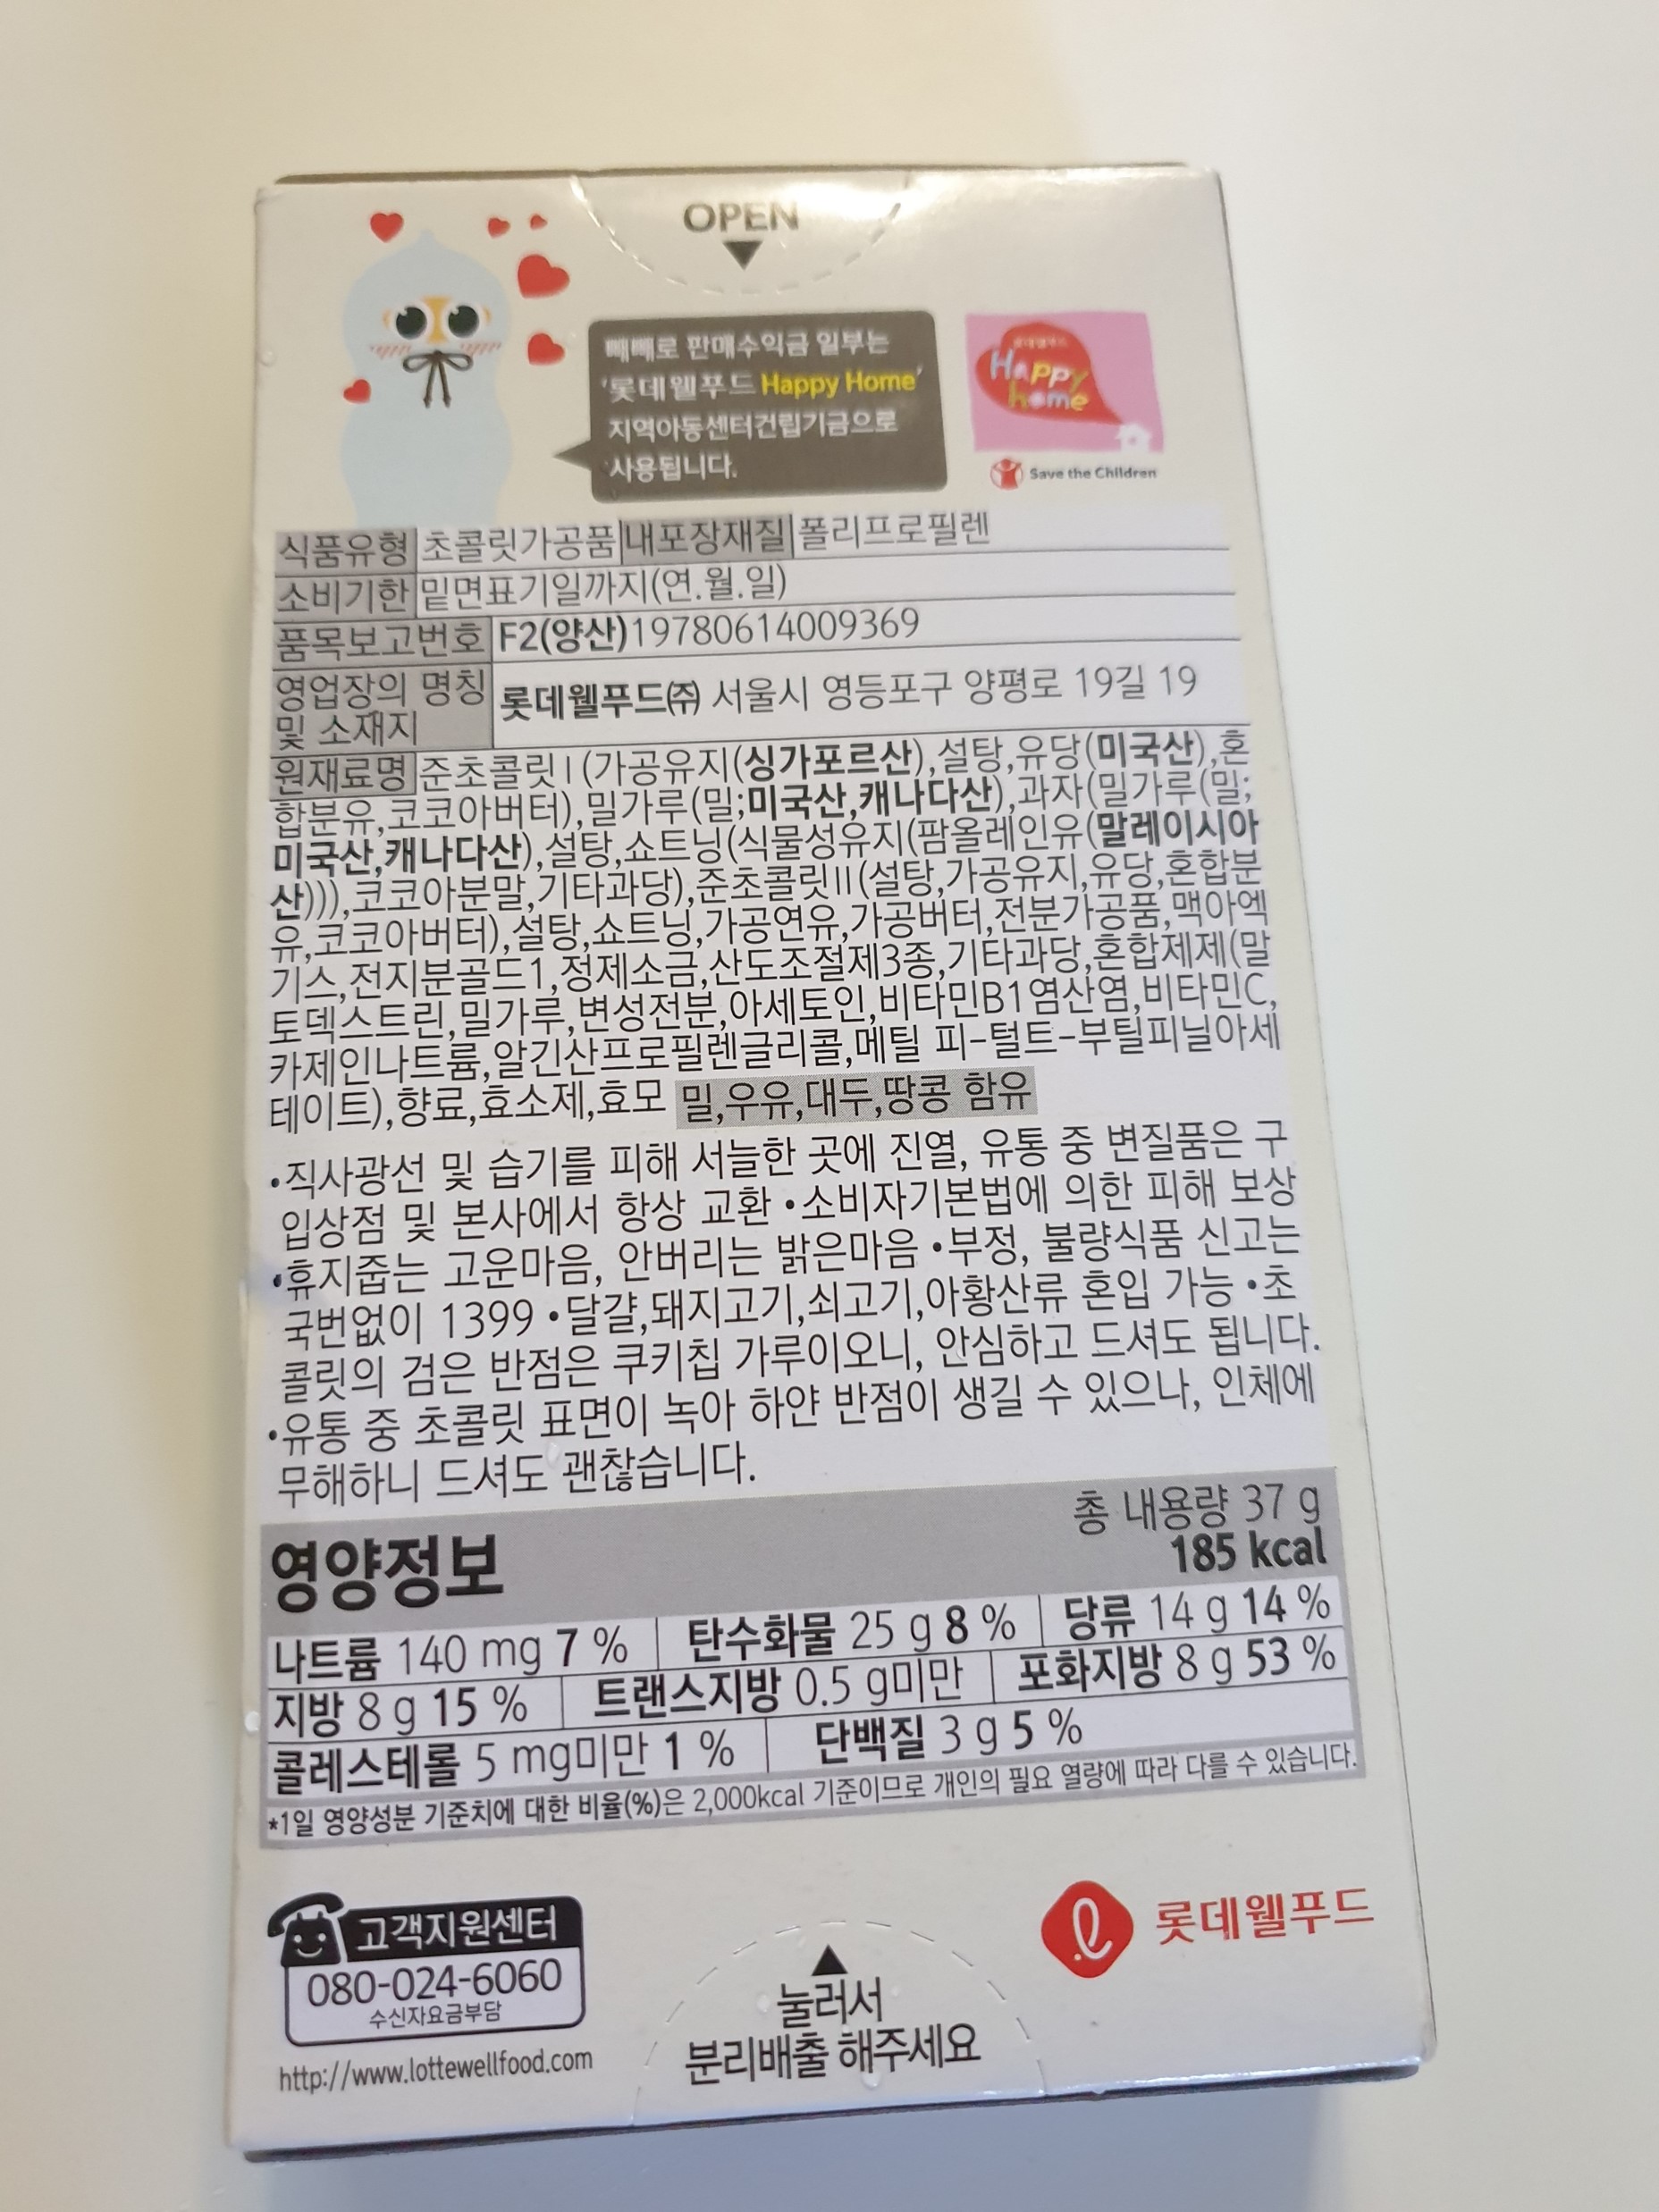 OPEN
빼빼로 판매수익금 일부는
'롯데웰푸드 Happy Home'
지역아동센터건립기금으로
사용됩니다.
롯데웰푸드
Happy
home
Save the Children
식품유형 초콜릿가공품 내포장재질 폴리프로필렌
소비기한 밑면표기일까지(연.월.일)
품목보고번호 F2(양산)19780614009369
영업장의 명칭
및 소재지
롯데웰푸드㈜ 서울시 영등포구 양평로 19길 19
원재료명 준초콜릿Ⅰ(가공유지(싱가포르산),설탕,유당(미국산),혼
합분유,코코아버터),밀가루(밀;미국산,캐나다산),과자(밀가루(밀;
미국산,캐나다산),설탕,쇼트닝(식물성유지(팜올레인유(말레이시아
산))),코코아분말,기타과당),준초콜릿Ⅱ(설탕,가공유지,유당,혼합분
유,코코아버터),설탕,쇼트닝,가공연유,가공버터,전분가공품,맥아엑
기스,전지분골드1,정제소금,산도조절제3종,기타과당,혼합제제(말
토덱스트린,밀가루,변성전분,아세토인,비타민B1염산염,비타민C,
카제인나트륨,알긴산프로필렌글리콜,메틸 피-털트-부틸피닐아세
테이트),향료,효소제,효모 밀,우유,대두,땅콩 함유
•직사광선 및 습기를 피해 서늘한 곳에 진열, 유통 중 변질품은 구
입상점 및 본사에서 항상 교환 •소비자기본법에 의한 피해 보상
•휴지줍는 고운마음, 안버리는 밝은마음 •부정, 불량식품 신고는
국번없이 1399 •달걀,돼지고기,쇠고기,아황산류 혼입 가능 •초
콜릿의 검은 반점은 쿠키칩 가루이오니, 안심하고 드셔도 됩니다.
•유통 중 초콜릿 표면이 녹아 하얀 반점이 생길 수 있으나, 인체에
무해하니 드셔도 괜찮습니다.
영양정보
총 내용량 37 g
185 kcal
나트륨 140 mg 7 % 탄수화물 25 g 8 % 당류 14 g 14 %
지방 8 g 15 % 트랜스지방 0.5 g미만 포화지방 8 g 53 %
콜레스테롤 5 mg미만 1 % 단백질 3 g 5 %
*1일 영양성분 기준치에 대한 비율(%)은 2,000kcal 기준이므로 개인의 필요 열량에 따라 다를 수 있습니다.
고객지원센터
080-024-6060
수신자요금부담
http://www.lottewellfood.com
눌러서
분리배출 해주세요
롯데웰푸드